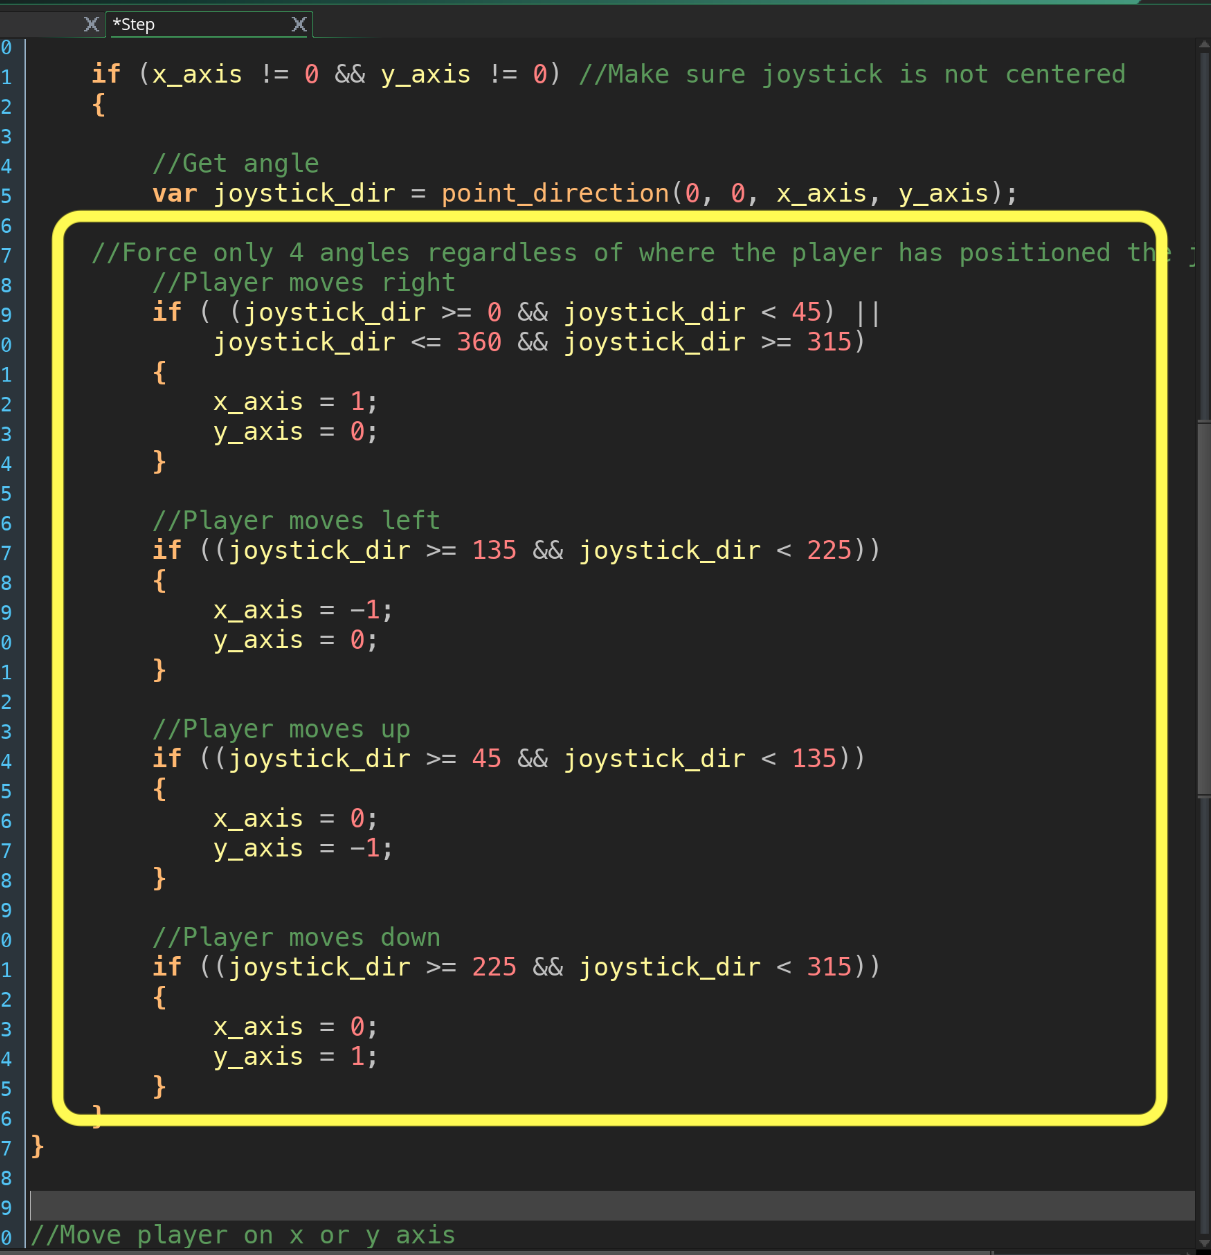 *Step
0
1 if (x_axis != 0 && y_axis != 0) //Make sure joystick is not centered
2 {
3
4 //Get angle
5 var joystick_dir = point_direction(0, 0, x_axis, y_axis);
6
7 //Force only 4 angles regardless of where the player has positioned the
8 //Player moves right
9 if ( (joystick_dir >= 0 && joystick_dir < 45) ||
0 joystick_dir <= 360 && joystick_dir >= 315)
1 {
2 x_axis = 1;
3 y_axis = 0;
4 }
5
6 //Player moves left
7 if ((joystick_dir >= 135 && joystick_dir < 225))
8 {
9 x_axis = −1;
0 y_axis = 0;
1 }
2
3 //Player moves up
4 if ((joystick_dir >= 45 && joystick_dir < 135))
5 {
6 x_axis = 0;
7 y_axis = −1;
8 }
9
0 //Player moves down
1 if ((joystick_dir >= 225 && joystick_dir < 315))
2 {
3 x_axis = 0;
4 y_axis = 1;
5 }
6 }
7 }
8
9
0 //Move player on x or y axis